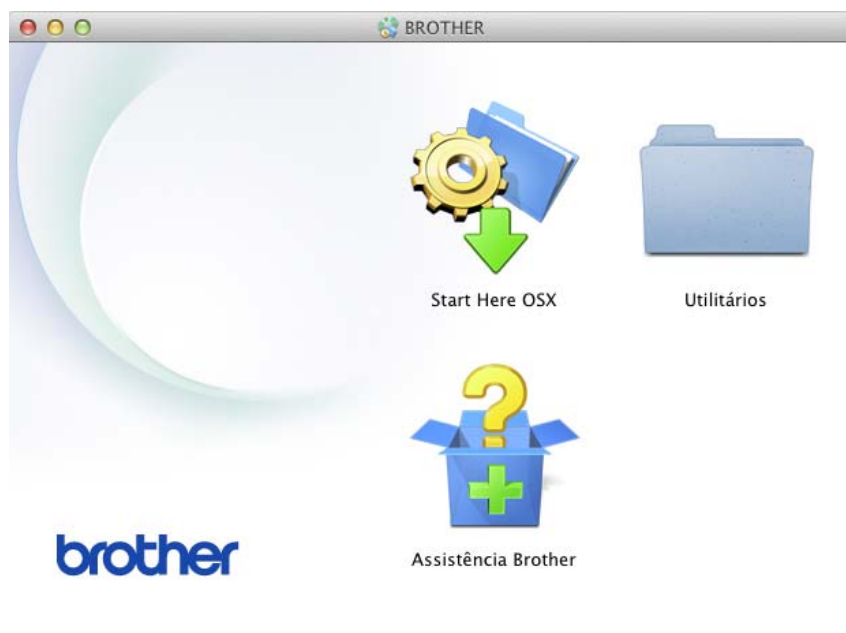 BROTHER
Start Here OSX
Utilitários
Assistência Brother
brother